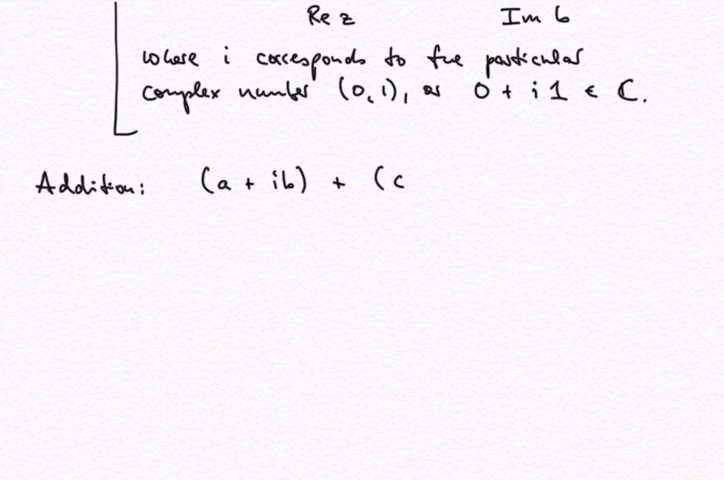 Re z Im b
where i corresponds to the particular
complex number (0,1), or 0 + i 1 ∈ ℂ.
Addition: (a + ib) + (c